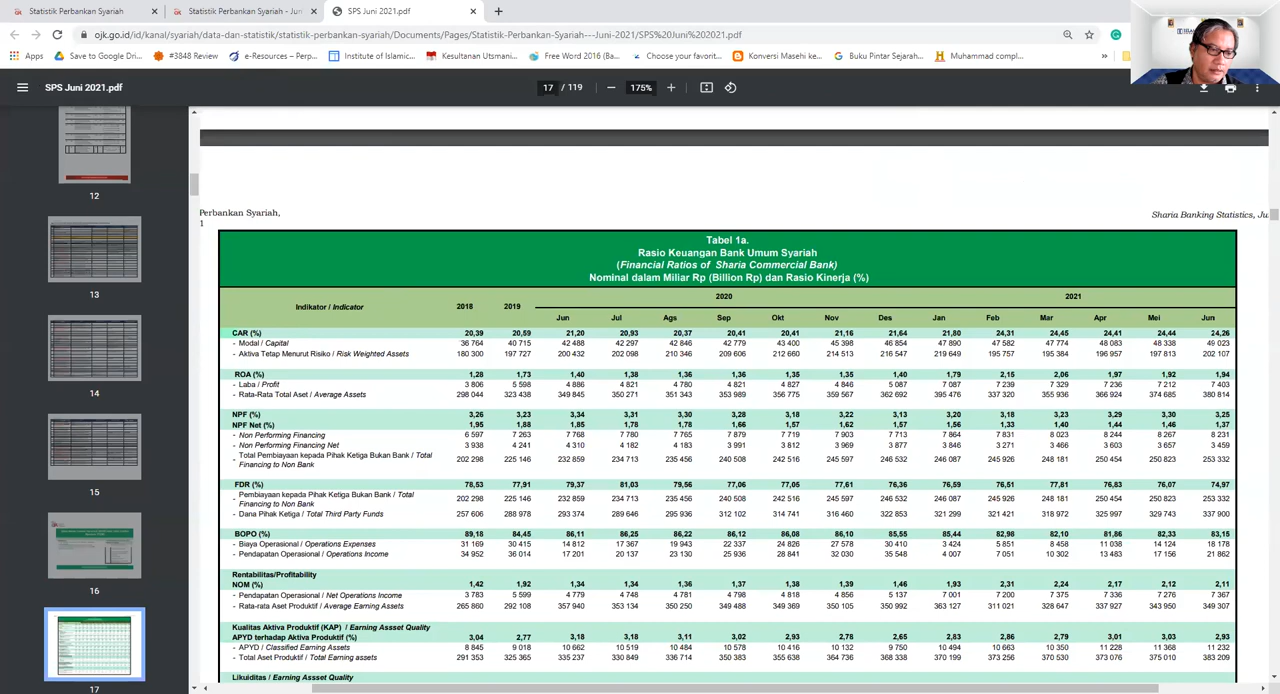 Statistik Perbankan Syariah
Statistik Perbankan Syariah - Jun
SPS Juni 2021.pdf
ojk.go.id/id/kanal/syariah/data-dan-statistik/statistik-perbankan-syariah/Documents/Pages/Statistik-Perbankan-Syariah---Juni-2021/SPS%20Juni%202021.pdf
Apps Save to Google Dri... #3848 Review e-Resources – Perp... Institute of Islamic... Kesultanan Utsmani... Free Word 2016 (Ba... Choose your favorit... Konversi Masehi ke... Buku Pintar Sejarah... Muhammad compl... »
SPS Juni 2021.pdf 17 / 119 175%
12
13
14
15
16
17
Perbankan Syariah,
1
Sharia Banking Statistics, Ju
Tabel 1a.
Rasio Keuangan Bank Umum Syariah
(Financial Ratios of Sharia Commercial Bank)
Nominal dalam Miliar Rp (Billion Rp) dan Rasio Kinerja (%)
Indikator / Indicator 2018 2019 2020 2021
Jun Jul Ags Sep Okt Nov Des Jan Feb Mar Apr Mei Jun
CAR (%) 20,39 20,59 21,20 20,93 20,37 20,41 20,41 21,16 21,64 21,80 24,31 24,45 24,41 24,44 24,26
- Modal / Capital 36 764 40 715 42 488 42 297 42 846 42 779 43 400 45 398 46 854 47 890 47 582 47 774 48 083 48 338 49 023
- Aktiva Tetap Menurut Risiko / Risk Weighted Assets 180 300 197 727 200 432 202 098 210 346 209 606 212 660 214 513 216 547 219 649 195 757 195 384 196 957 197 813 202 107
ROA (%) 1,28 1,73 1,40 1,38 1,36 1,36 1,35 1,35 1,40 1,79 2,15 2,06 1,97 1,92 1,94
- Laba / Profit 3 806 5 598 4 886 4 821 4 780 4 821 4 827 4 846 5 087 7 087 7 239 7 329 7 236 7 212 7 403
- Rata-Rata Total Aset / Average Assets 298 044 323 438 349 845 350 271 351 343 353 989 356 775 359 567 362 692 395 476 337 320 355 936 366 924 374 685 380 814
NPF (%) 3,26 3,23 3,34 3,31 3,30 3,28 3,18 3,22 3,13 3,20 3,18 3,23 3,29 3,30 3,25
NPF Net (%) 1,95 1,88 1,85 1,78 1,78 1,66 1,57 1,62 1,57 1,56 1,33 1,40 1,44 1,46 1,37
- Non Performing Financing 6 597 7 263 7 768 7 780 7 765 7 879 7 719 7 903 7 713 7 864 7 831 8 023 8 244 8 267 8 231
- Non Performing Financing Net 3 938 4 241 4 310 4 182 4 183 3 991 3 812 3 969 3 877 3 846 3 271 3 466 3 603 3 657 3 459
- Total Pembiayaan kepada Pihak Ketiga Bukan Bank / Total
Financing to Non Bank 202 298 225 146 232 859 234 713 235 456 240 508 242 516 245 597 246 532 246 087 245 926 248 181 250 454 250 823 253 332
FDR (%) 78,53 77,91 79,37 81,03 79,56 77,06 77,05 77,61 76,36 76,59 76,51 77,81 76,83 76,07 74,97
- Pembiayaan kepada Pihak Ketiga Bukan Bank / Total
Financing to Non Bank 202 298 225 146 232 859 234 713 235 456 240 508 242 516 245 597 246 532 246 087 245 926 248 181 250 454 250 823 253 332
- Dana Pihak Ketiga / Total Third Party Funds 257 606 288 978 293 374 289 646 295 936 312 102 314 741 316 460 322 853 321 299 321 421 318 972 325 997 329 743 337 900
BOPO (%) 89,18 84,45 86,11 86,25 86,22 86,12 86,08 86,10 85,55 85,44 82,98 82,10 81,86 82,33 83,15
- Biaya Operasional / Operations Expenses 31 169 30 415 14 812 17 367 19 943 22 337 24 826 27 578 30 410 3 424 5 851 8 458 11 038 14 124 18 178
- Pendapatan Operasional / Operations Income 34 952 36 014 17 201 20 137 23 130 25 936 28 841 32 030 35 548 4 007 7 051 10 302 13 483 17 156 21 862
Rentabilitas/Profitability
NOM (%) 1,42 1,92 1,34 1,34 1,36 1,37 1,38 1,39 1,46 1,93 2,31 2,24 2,17 2,12 2,11
- Pendapatan Operasional / Net Operations Income 3 783 5 599 4 779 4 748 4 781 4 798 4 818 4 856 5 137 7 001 7 200 7 375 7 336 7 276 7 367
- Rata-rata Aset Produktif / Average Earning Assets 265 860 292 108 357 940 353 134 350 250 349 488 349 369 350 105 350 992 363 127 311 021 328 647 337 927 343 950 349 307
Kualitas Aktiva Produktif (KAP) / Earning Assset Quality
APYD terhadap Aktiva Produktif (%) 3,04 2,77 3,18 3,18 3,11 3,02 2,93 2,78 2,65 2,83 2,86 2,79 3,01 3,03 2,93
- APYD / Classified Earning Assets 8 845 9 018 10 662 10 519 10 484 10 578 10 416 10 132 9 750 10 494 10 663 10 350 11 228 11 368 11 232
- Total Aset Produktif / Total Earning assets 291 353 325 365 335 237 330 849 336 714 350 383 355 638 364 736 368 338 370 199 373 256 370 530 373 076 375 010 383 209
Likuiditas / Earning Assset Quality